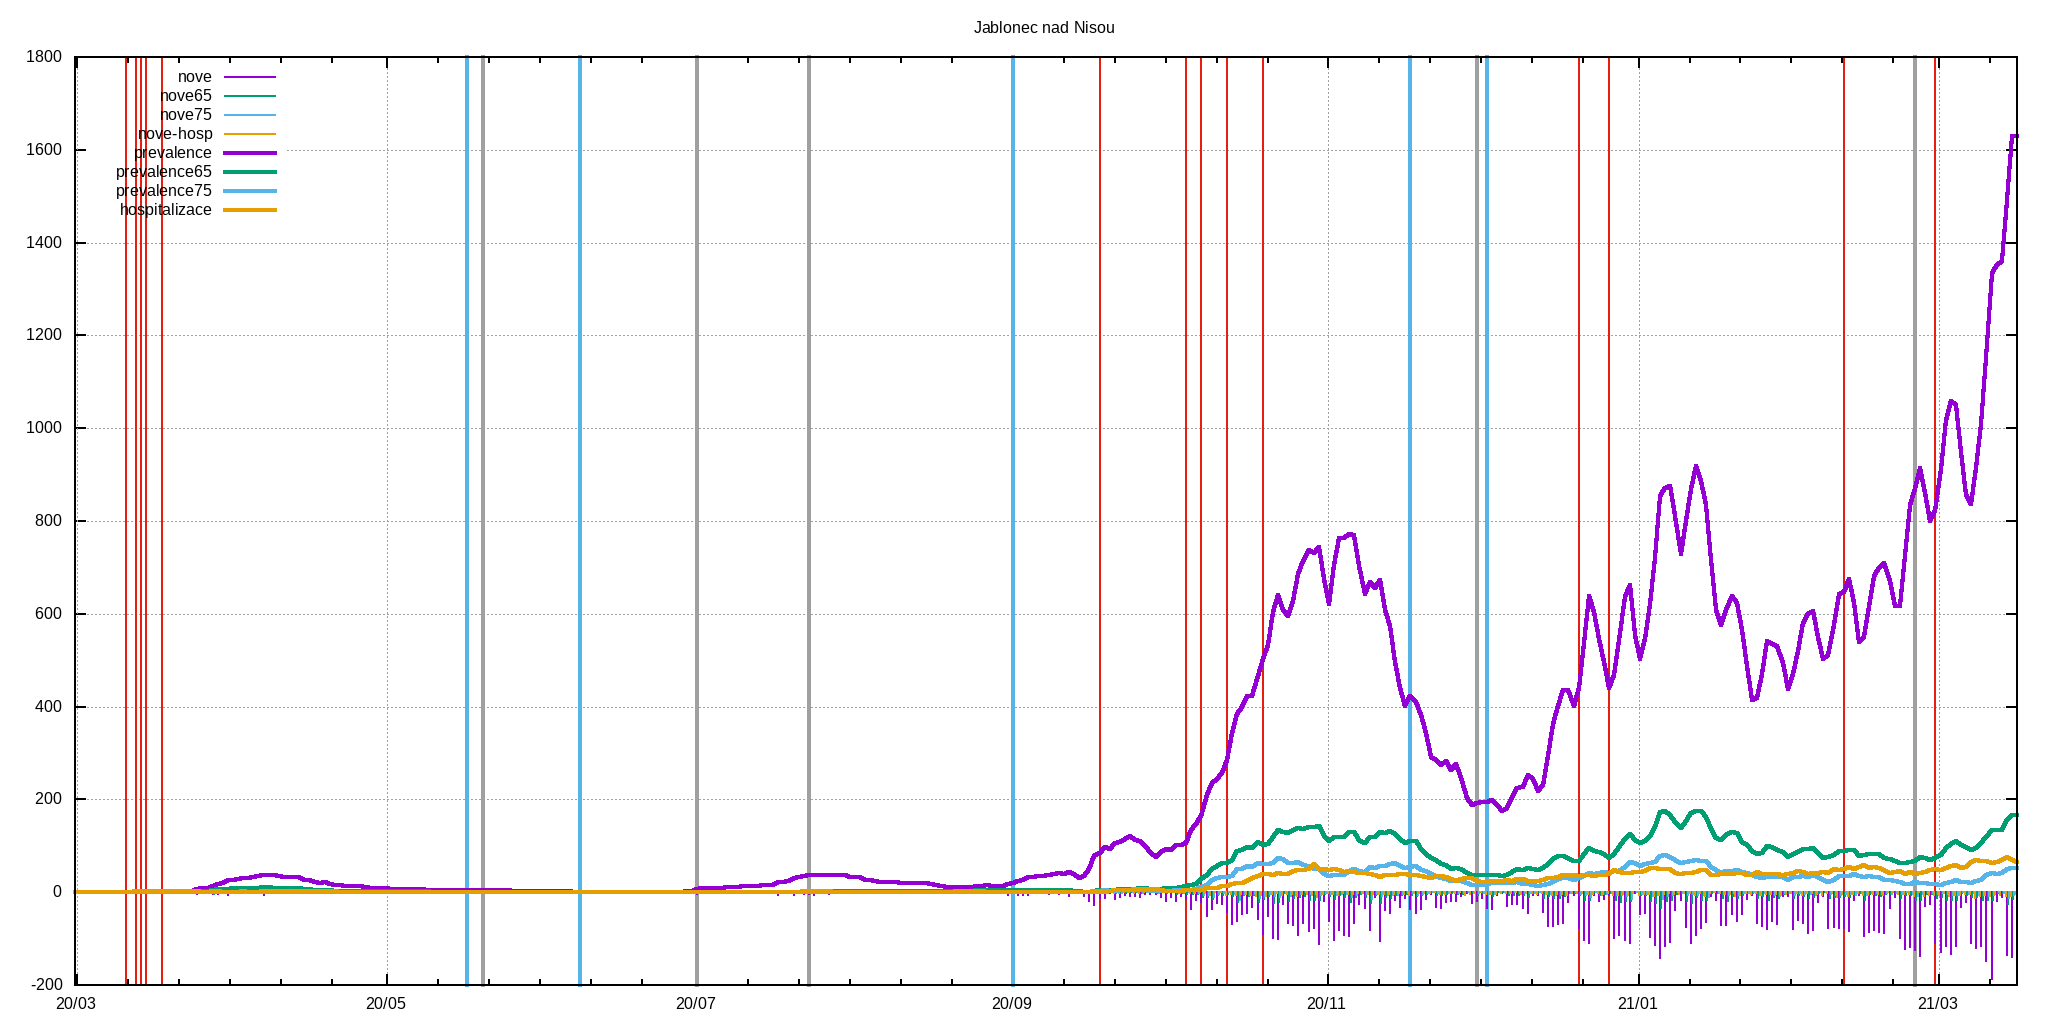 Jablonec nad Nisou
1800
1600
1400
1200
1000
800
600
400
200
0
-200
nove
nove65
nove75
nove-hosp
prevalence
prevalence65
prevalence75
hospitalizace
20/03 20/05 20/07 20/09 20/11 21/01 21/03